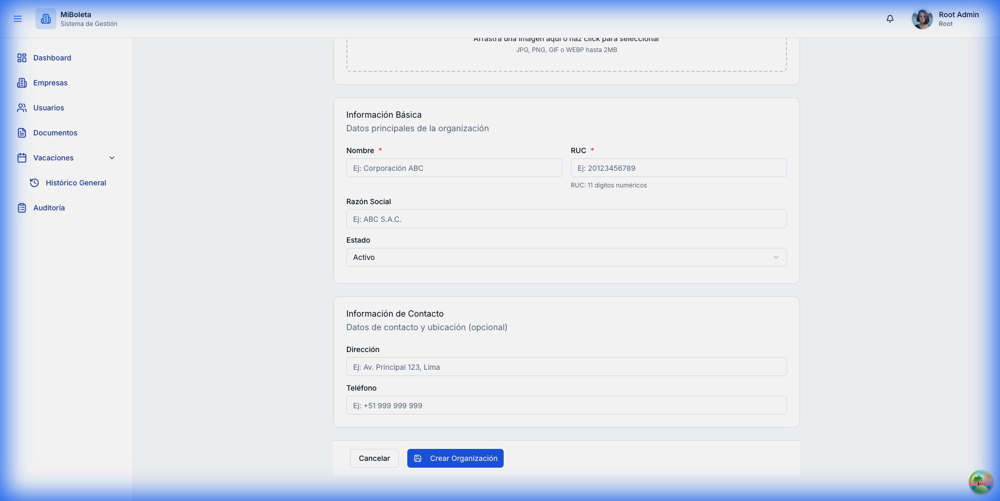 MiBoleta
Sistema de Gestión
Root Admin
Root
Dashboard
Empresas
Usuarios
Documentos
Vacaciones
Histórico General
Auditoría
Arrastra una imagen aquí o haz click para seleccionar
JPG, PNG, GIF o WEBP hasta 2MB
Información Básica
Datos principales de la organización
Nombre *
Ej: Corporación ABC
RUC *
Ej: 20123456789
RUC: 11 dígitos numéricos
Razón Social
Ej: ABC S.A.C.
Estado
Activo
Información de Contacto
Datos de contacto y ubicación (opcional)
Dirección
Ej: Av. Principal 123, Lima
Teléfono
Ej: +51 999 999 999
Cancelar
Crear Organización